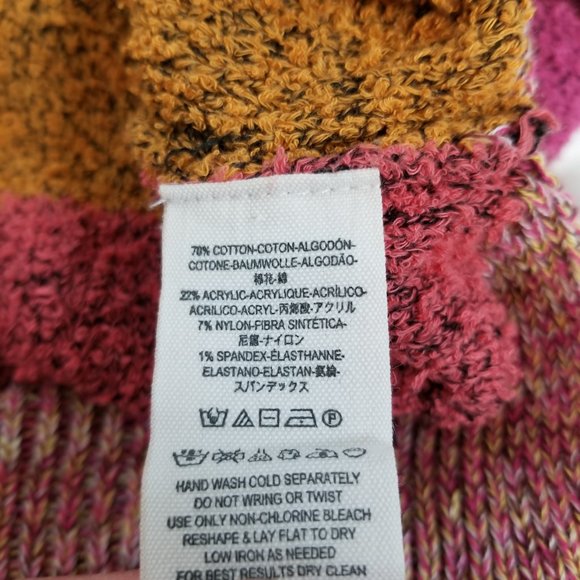 70% COTTON-COTON-ALGODÓN-
COTONE-BAUMWOLLE-ALGODÃO-
棉花-綿
22% ACRYLIC-ACRYLIQUE-ACRÍLICO-
ACRILICO-ACRYL-丙烯酸-アクリル
7% NYLON-FIBRA SINTÉTICA-
尼龍-ナイロン
1% SPANDEX-ÉLASTHANNE-
ELASTANO-ELASTAN-氨綸-
スパンデックス
P
HAND WASH COLD SEPARATELY
DO NOT WRING OR TWIST
USE ONLY NON-CHLORINE BLEACH
RESHAPE & LAY FLAT TO DRY
LOW IRON AS NEEDED
FOR BEST RESULTS DRY CLEAN